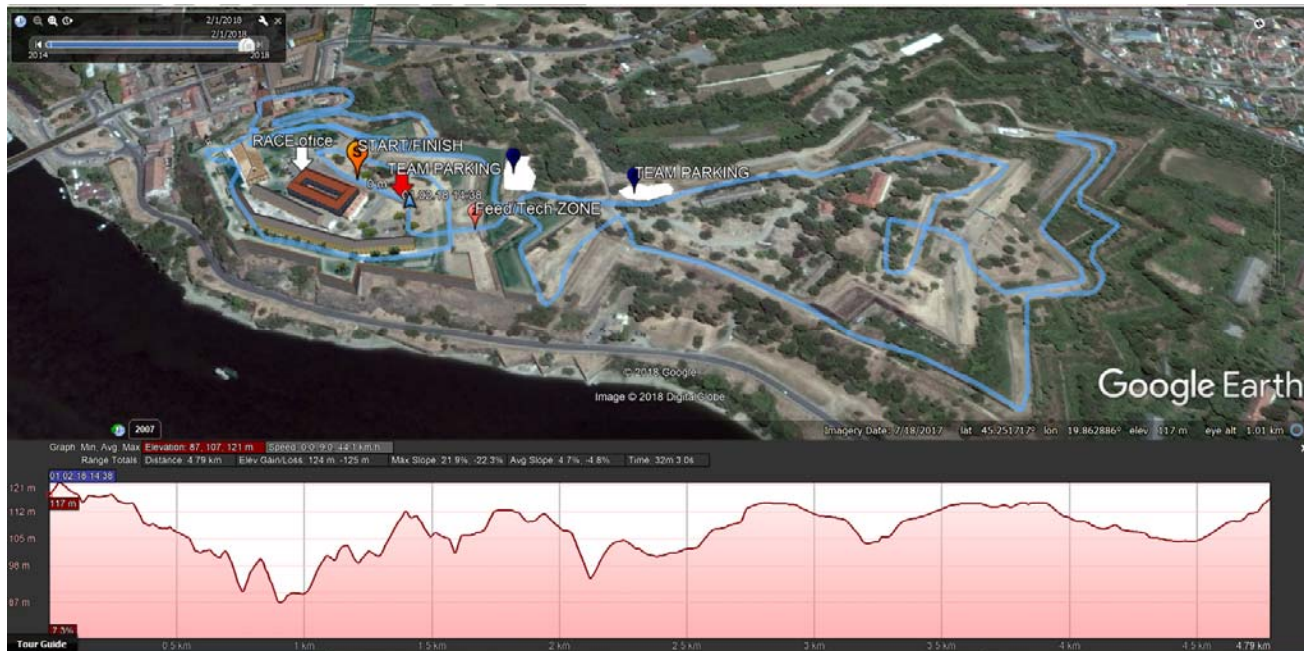 2/1/2018
2/1/2018
2014
2018
RACE ofice
START/FINISH
TEAM PARKING
TEAM PARKING
0 m
01.02.18 14:38
Feed/Tech ZONE
© 2018 Google
Image © 2018 DigitalGlobe
Google Earth
2007
Imagery Date: 7/18/2017 lat 45.251717° lon 19.862886° elev 117 m eye alt 1.01 km
Graph: Min, Avg, Max Elevation: 87, 107, 121 m Speed: 0.0, 9.0, 44.1 km/h
Range Totals: Distance: 4.79 km Elev Gain/Loss: 124 m, -125 m Max Slope: 21.9%, -22.3% Avg Slope: 4.7%, -4.8% Time: 32m 3.0s
01.02.18 14:38
121 m
117 m
112 m
105 m
98 m
87 m
7.3%
Tour Guide
0.5 km 1 km 1.5 km 2 km 2.5 km 3 km 3.5 km 4 km 4.5 km 4.79 km